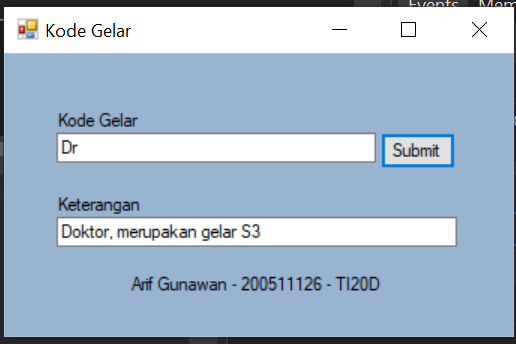 Events Mem
Kode Gelar
Kode Gelar
Dr
Submit
Keterangan
Doktor, merupakan gelar S3
Arif Gunawan - 200511126 - TI20D